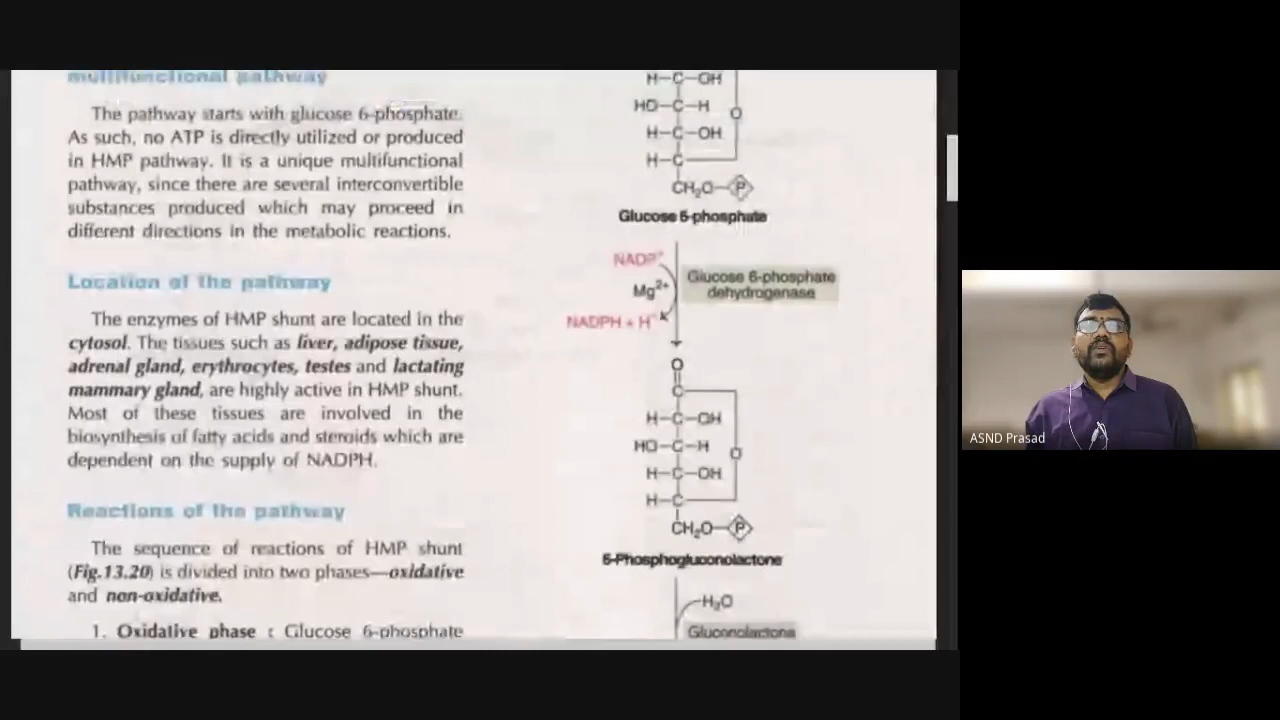 multifunctional pathway
The pathway starts with glucose 6-phosphate.
As such, no ATP is directly utilized or produced
in HMP pathway. It is a unique multifunctional
pathway, since there are several interconvertible
substances produced which may proceed in
different directions in the metabolic reactions.
Location of the pathway
The enzymes of HMP shunt are located in the
cytosol. The tissues such as liver, adipose tissue,
adrenal gland, erythrocytes, testes and lactating
mammary gland, are highly active in HMP shunt.
Most of these tissues are involved in the
biosynthesis of fatty acids and steroids which are
dependent on the supply of NADPH.
Reactions of the pathway
The sequence of reactions of HMP shunt
(Fig.13.20) is divided into two phases—oxidative
and non-oxidative.
1. Oxidative phase : Glucose 6-phosphate
H–C–OH
HO–C–H
O
H–C–OH
H–C
CH₂O–P
Glucose 6-phosphate
NADP⁺
Glucose 6-phosphate
dehydrogenase
Mg²⁺
NADPH + H⁺
O
C
H–C–OH
HO–C–H
O
H–C–OH
H–C
CH₂O–P
6-Phosphogluconolactone
H₂O
Gluconolactone
ASND Prasad